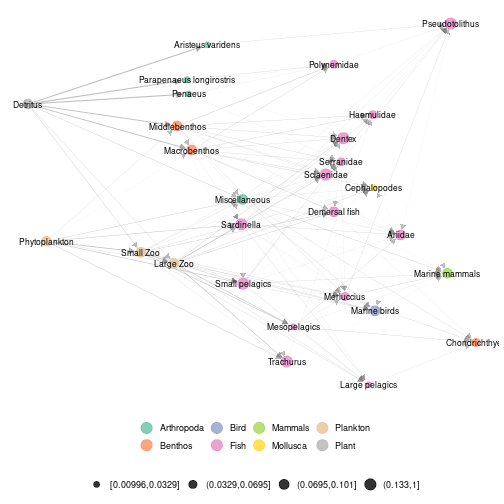 Pseudotolithus
Aristeus varidens
Polynemidae
Parapenaeus longirostris
Penaeus
Detritus
Haemulidae
Middlebenthos
Dentex
Macrobenthos
Serranidae
Sciaenidae
Cephalopodes
Miscellaneous
Demersal fish
Sardinella
Ariidae
Phytoplankton
Small Zoo
Large Zoo
Marine mammals
Small pelagics
Merluccius
Marine birds
Mesopelagics
Chondrichthye
Trachurus
Large pelagics
Arthropoda Bird Mammals Plankton
Benthos Fish Mollusca Plant
[0.00996,0.0329] (0.0329,0.0695] (0.0695,0.101] (0.133,1]